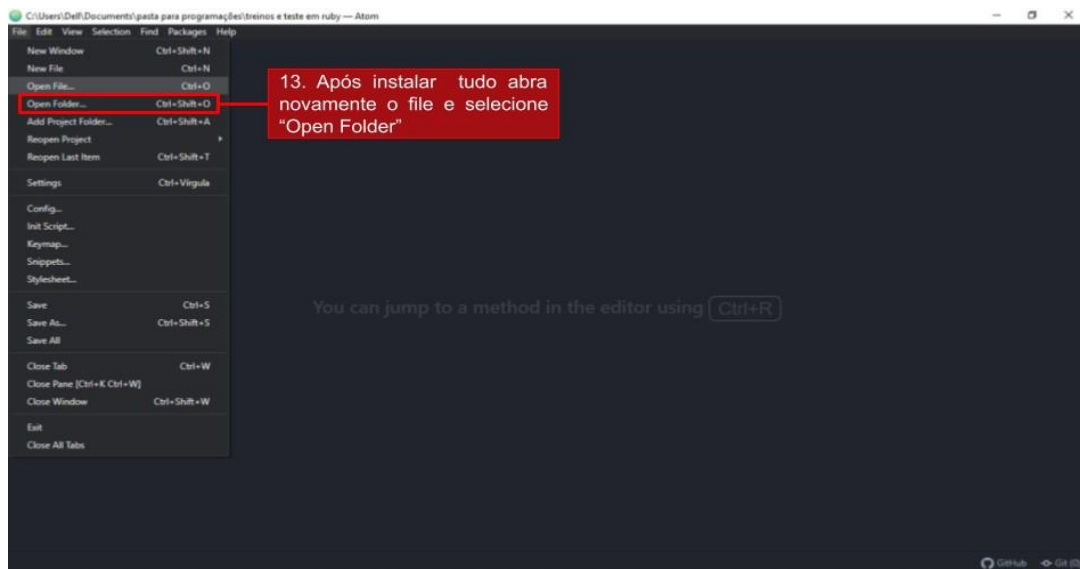 C:\Users\Dell\Documents\pasta para programações\treinos e teste em ruby — Atom
File Edit View Selection Find Packages Help
New Window Ctrl+Shift+N
New File Ctrl+N
Open File... Ctrl+O
Open Folder... Ctrl+Shift+O
Add Project Folder... Ctrl+Shift+A
Reopen Project
Reopen Last Item Ctrl+Shift+T
Settings Ctrl+Vírgula
Config...
Init Script...
Keymap...
Snippets...
Stylesheet...
Save Ctrl+S
Save As... Ctrl+Shift+S
Save All
Close Tab Ctrl+W
Close Pane [Ctrl+K Ctrl+W]
Close Window Ctrl+Shift+W
Exit
Close All Tabs
13. Após instalar tudo abra
novamente o file e selecione
“Open Folder”
You can jump to a method in the editor using Ctrl+R
GitHub Git (0)